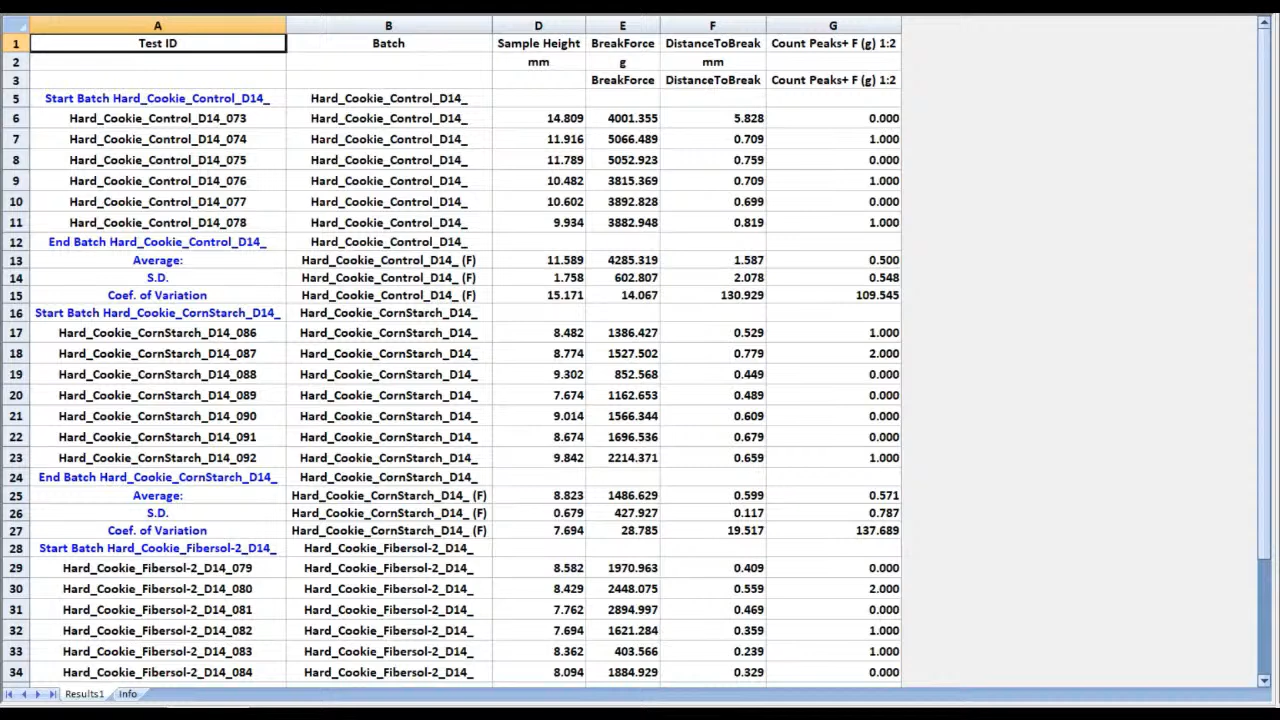 A B D E F G
1 Test ID Batch Sample Height BreakForce DistanceToBreak Count Peaks+ F (g) 1:2
2 mm g mm
3 BreakForce DistanceToBreak Count Peaks+ F (g) 1:2
5 Start Batch Hard_Cookie_Control_D14_ Hard_Cookie_Control_D14_
6 Hard_Cookie_Control_D14_073 Hard_Cookie_Control_D14_ 14.809 4001.355 5.828 0.000
7 Hard_Cookie_Control_D14_074 Hard_Cookie_Control_D14_ 11.916 5066.489 0.709 1.000
8 Hard_Cookie_Control_D14_075 Hard_Cookie_Control_D14_ 11.789 5052.923 0.759 0.000
9 Hard_Cookie_Control_D14_076 Hard_Cookie_Control_D14_ 10.482 3815.369 0.709 1.000
10 Hard_Cookie_Control_D14_077 Hard_Cookie_Control_D14_ 10.602 3892.828 0.699 0.000
11 Hard_Cookie_Control_D14_078 Hard_Cookie_Control_D14_ 9.934 3882.948 0.819 1.000
12 End Batch Hard_Cookie_Control_D14_ Hard_Cookie_Control_D14_
13 Average: Hard_Cookie_Control_D14_ (F) 11.589 4285.319 1.587 0.500
14 S.D. Hard_Cookie_Control_D14_ (F) 1.758 602.807 2.078 0.548
15 Coef. of Variation Hard_Cookie_Control_D14_ (F) 15.171 14.067 130.929 109.545
16 Start Batch Hard_Cookie_CornStarch_D14_ Hard_Cookie_CornStarch_D14_
17 Hard_Cookie_CornStarch_D14_086 Hard_Cookie_CornStarch_D14_ 8.482 1386.427 0.529 1.000
18 Hard_Cookie_CornStarch_D14_087 Hard_Cookie_CornStarch_D14_ 8.774 1527.502 0.779 2.000
19 Hard_Cookie_CornStarch_D14_088 Hard_Cookie_CornStarch_D14_ 9.302 852.568 0.449 0.000
20 Hard_Cookie_CornStarch_D14_089 Hard_Cookie_CornStarch_D14_ 7.674 1162.653 0.489 0.000
21 Hard_Cookie_CornStarch_D14_090 Hard_Cookie_CornStarch_D14_ 9.014 1566.344 0.609 0.000
22 Hard_Cookie_CornStarch_D14_091 Hard_Cookie_CornStarch_D14_ 8.674 1696.536 0.679 0.000
23 Hard_Cookie_CornStarch_D14_092 Hard_Cookie_CornStarch_D14_ 9.842 2214.371 0.659 1.000
24 End Batch Hard_Cookie_CornStarch_D14_ Hard_Cookie_CornStarch_D14_
25 Average: Hard_Cookie_CornStarch_D14_ (F) 8.823 1486.629 0.599 0.571
26 S.D. Hard_Cookie_CornStarch_D14_ (F) 0.679 427.927 0.117 0.787
27 Coef. of Variation Hard_Cookie_CornStarch_D14_ (F) 7.694 28.785 19.517 137.689
28 Start Batch Hard_Cookie_Fibersol-2_D14_ Hard_Cookie_Fibersol-2_D14_
29 Hard_Cookie_Fibersol-2_D14_079 Hard_Cookie_Fibersol-2_D14_ 8.582 1970.963 0.409 0.000
30 Hard_Cookie_Fibersol-2_D14_080 Hard_Cookie_Fibersol-2_D14_ 8.429 2448.075 0.559 2.000
31 Hard_Cookie_Fibersol-2_D14_081 Hard_Cookie_Fibersol-2_D14_ 7.762 2894.997 0.469 0.000
32 Hard_Cookie_Fibersol-2_D14_082 Hard_Cookie_Fibersol-2_D14_ 7.694 1621.284 0.359 1.000
33 Hard_Cookie_Fibersol-2_D14_083 Hard_Cookie_Fibersol-2_D14_ 8.362 403.566 0.239 1.000
34 Hard_Cookie_Fibersol-2_D14_084 Hard_Cookie_Fibersol-2_D14_ 8.094 1884.929 0.329 0.000
Results1 Info